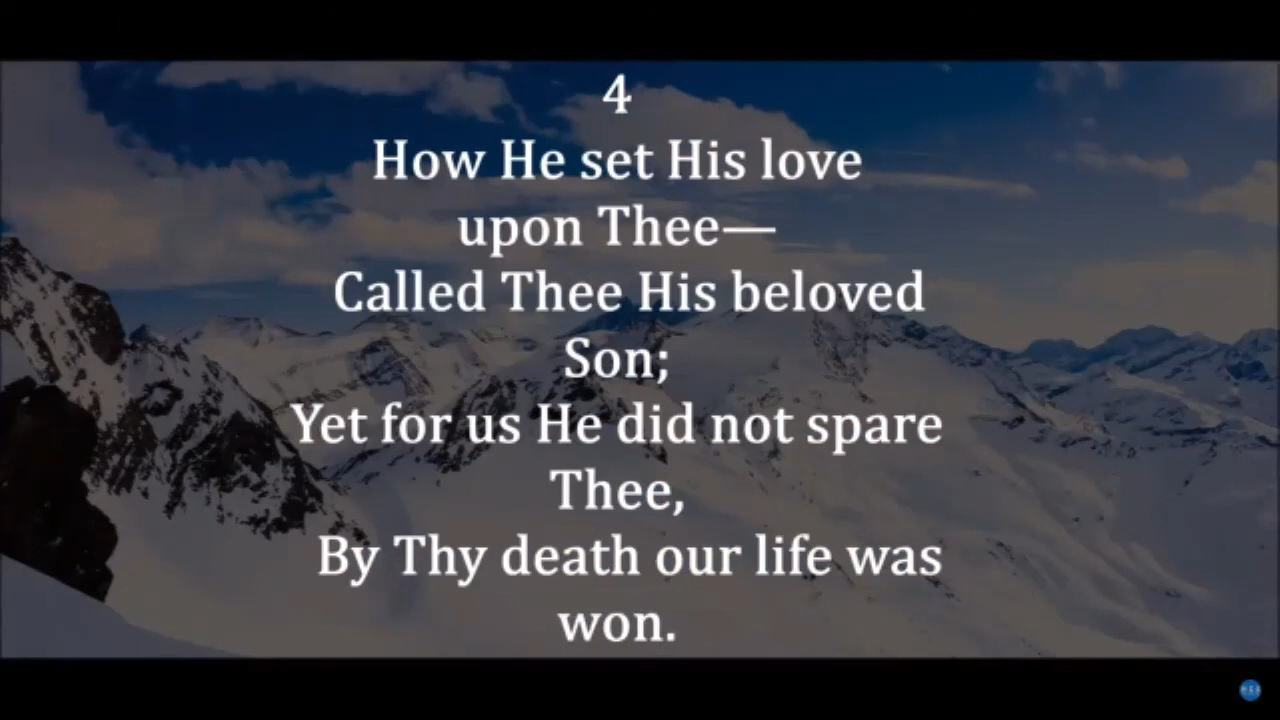 4
How He set His love
upon Thee—
Called Thee His beloved
Son;
Yet for us He did not spare
Thee,
By Thy death our life was
won.